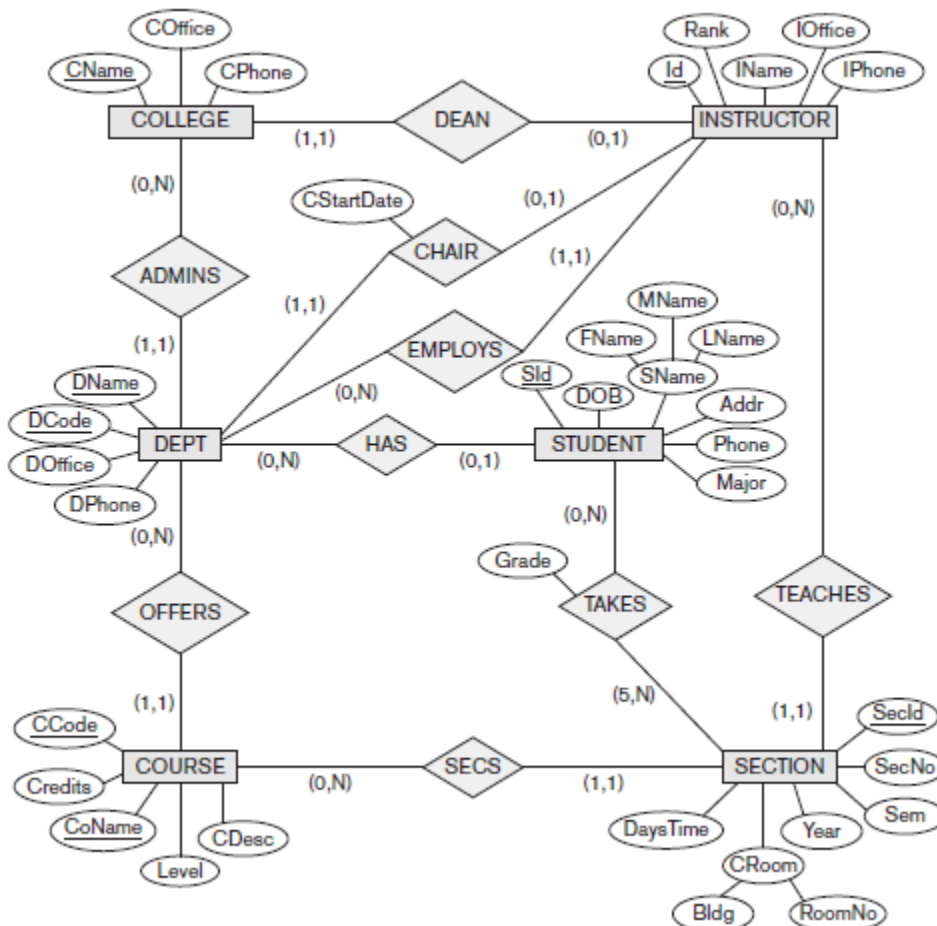 COffice
CName
CPhone
COLLEGE
Rank
IOffice
Id
IName
IPhone
INSTRUCTOR
DEAN
(1,1)
(0,1)
(0,N)
CStartDate
(0,1)
(0,N)
CHAIR
ADMINS
(1,1)
(1,1)
MName
(1,1)
EMPLOYS
FName
LName
DName
(0,N)
SId
DOB
SName
DCode
Addr
DEPT
HAS
STUDENT
DOffice
(0,N)
(0,1)
Phone
DPhone
Major
(0,N)
(0,N)
Grade
OFFERS
TAKES
TEACHES
(1,1)
(5,N)
(1,1)
CCode
SecId
COURSE
SECS
SECTION
SecNo
Credits
(0,N)
(1,1)
CoName
CDesc
DaysTime
Year
Sem
Level
CRoom
Bldg
RoomNo